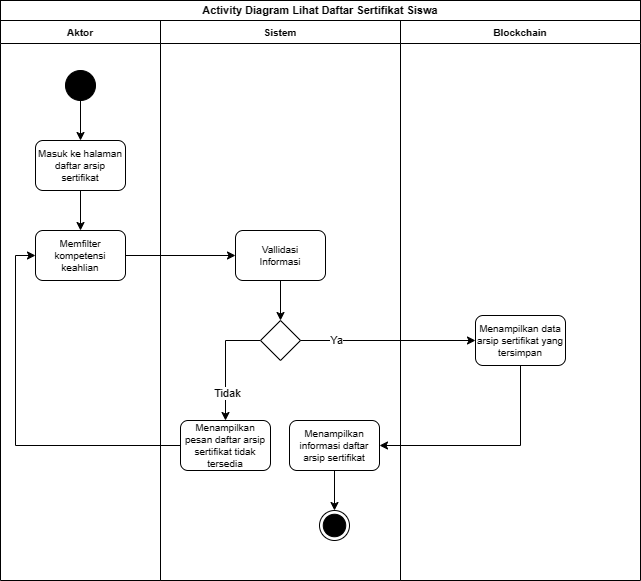 Activity Diagram Lihat Daftar Sertifikat Siswa
Aktor
Sistem
Blockchain
Masuk ke halaman
daftar arsip
sertifikat
Memfilter
kompetensi
keahlian
Vallidasi
Informasi
Ya
Menampilkan data
arsip sertifikat yang
tersimpan
Tidak
Menampilkan
pesan daftar arsip
sertifikat tidak
tersedia
Menampilkan
informasi daftar
arsip sertifikat